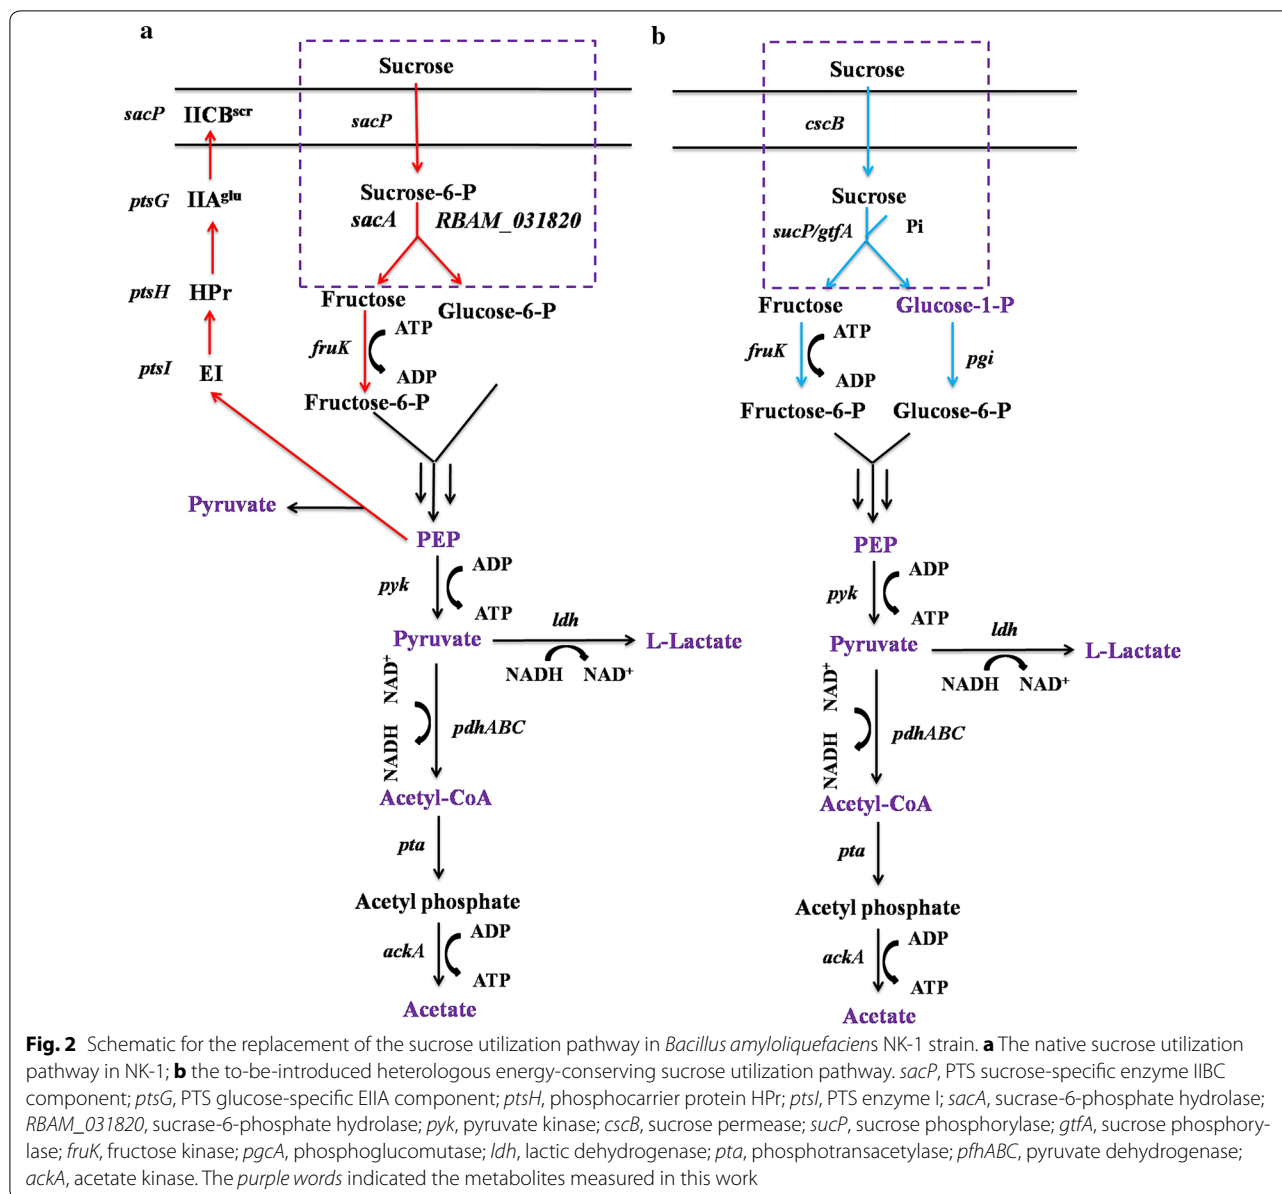 a
Sucrose
sacP IICBscr
sacP
Sucrose-6-P
ptsG IIAglu
sacA RBAM_031820
ptsH HPr
Fructose
Glucose-6-P
ATP
fruK
ptsI EI
ADP
Fructose-6-P
Pyruvate
PEP
ADP
pyk
ATP
ldh
Pyruvate
L-Lactate
NADH NAD+
NAD+
pdhABC
NADH
Acetyl-CoA
pta
Acetyl phosphate
ADP
ackA
ATP
Acetate
b
Sucrose
cscB
Sucrose
sucP/gtfA Pi
Fructose Glucose-1-P
ATP
fruK pgi
ADP
Fructose-6-P Glucose-6-P
PEP
ADP
pyk
ATP
ldh
Pyruvate
L-Lactate
NADH NAD+
NAD+
pdhABC
NADH
Acetyl-CoA
pta
Acetyl phosphate
ADP
ackA
ATP
Acetate
Fig. 2 Schematic for the replacement of the sucrose utilization pathway in Bacillus amyloliquefaciens NK-1 strain. a The native sucrose utilization
pathway in NK-1; b the to-be-introduced heterologous energy-conserving sucrose utilization pathway. sacP, PTS sucrose-specific enzyme IIBC
component; ptsG, PTS glucose-specific EIIA component; ptsH, phosphocarrier protein HPr; ptsI, PTS enzyme I; sacA, sucrase-6-phosphate hydrolase;
RBAM_031820, sucrase-6-phosphate hydrolase; pyk, pyruvate kinase; cscB, sucrose permease; sucP, sucrose phosphorylase; gtfA, sucrose phosphory-
lase; fruK, fructose kinase; pgcA, phosphoglucomutase; ldh, lactic dehydrogenase; pta, phosphotransacetylase; pfhABC, pyruvate dehydrogenase;
ackA, acetate kinase. The purple words indicated the metabolites measured in this work